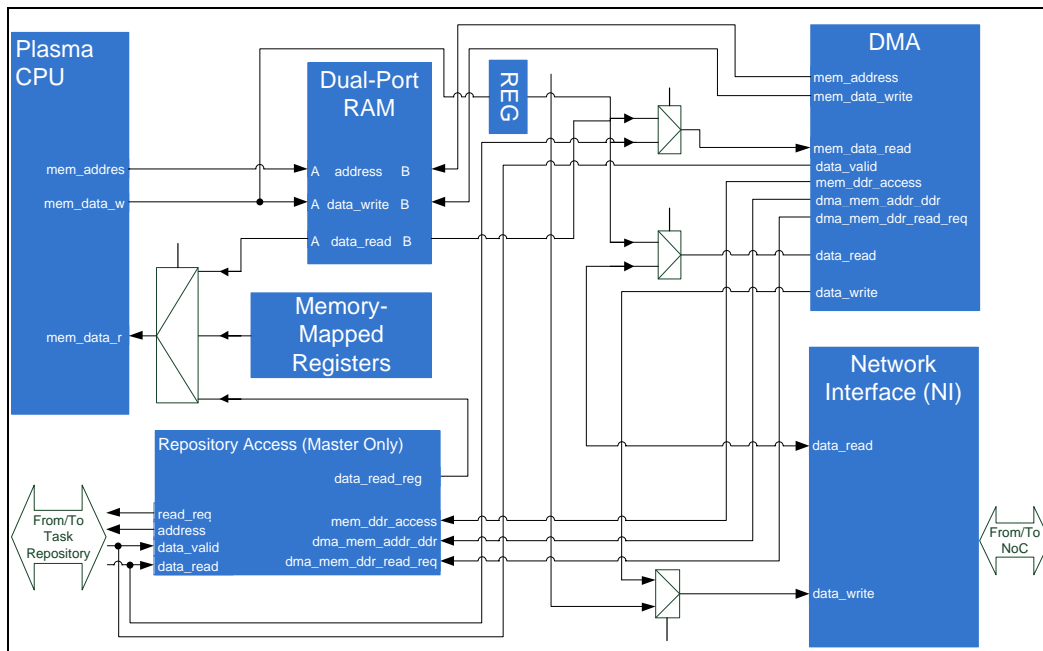 Plasma
CPU
mem_addres
mem_data_w
mem_data_r
Dual-Port
RAM
A address B
A data_write B
A data_read B
REG
DMA
mem_address
mem_data_write
mem_data_read
data_valid
mem_ddr_access
dma_mem_addr_ddr
dma_mem_ddr_read_req
data_read
data_write
Memory-
Mapped
Registers
Network
Interface (NI)
data_read
data_write
Repository Access (Master Only)
data_read_reg
read_req
address
data_valid
data_read
mem_ddr_access
dma_mem_addr_ddr
dma_mem_ddr_read_req
From/To
Task
Repository
From/To
NoC